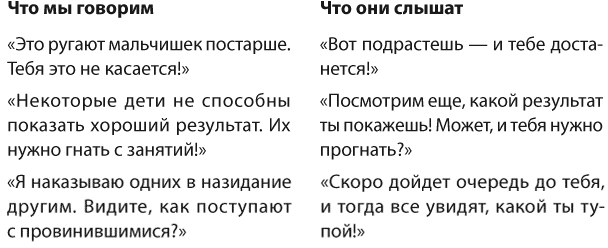 Что мы говорим
«Это ругают мальчишек постарше.
Тебя это не касается!»
«Некоторые дети не способны
показать хороший результат. Их
нужно гнать с занятий!»
«Я наказываю одних в назидание
другим. Видите, как поступают
с провинившимися?»
Что они слышат
«Вот подрастешь — и тебе доста-
нется!»
«Посмотрим еще, какой результат
ты покажешь! Может, и тебя нужно
прогнать?»
«Скоро дойдет очередь до тебя,
и тогда все увидят, какой ты ту-
пой!»